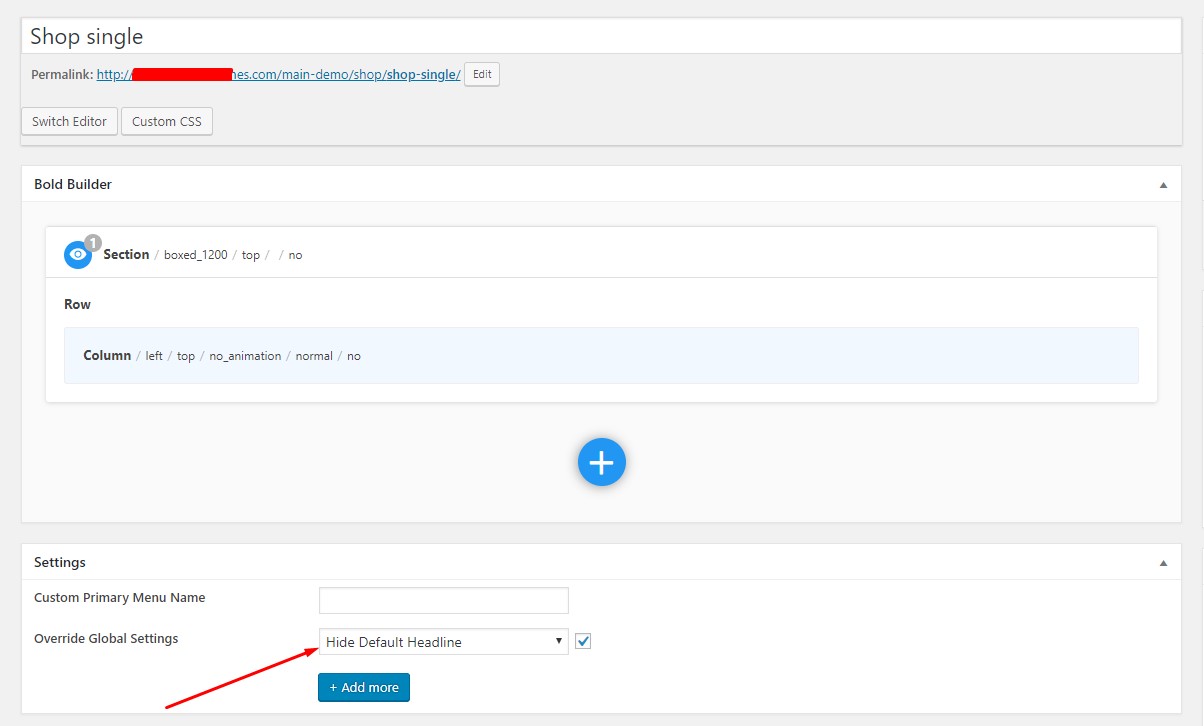 Shop single
Permalink: http://nes.com/main-demo/shop/shop-single/ Edit
Switch Editor Custom CSS
Bold Builder
1 Section / boxed_1200 / top / / no
Row
Column / left / top / no_animation / normal / no
Settings
Custom Primary Menu Name
Override Global Settings Hide Default Headline
+ Add more